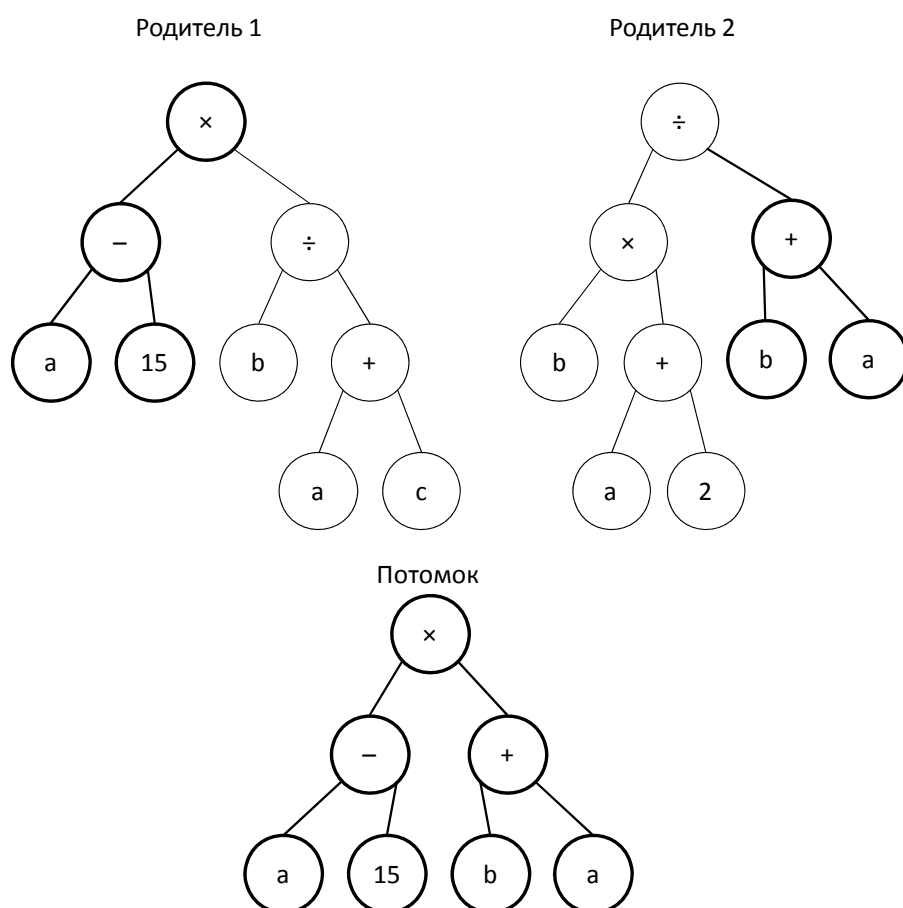 Родитель 1 Родитель 2
× ÷
– ÷ × +
a 15 b + b + b a
a c a 2
Потомок
×
– +
a 15 b a